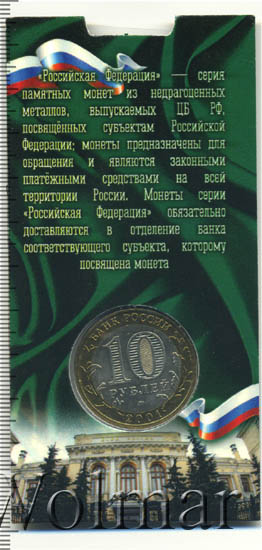 «Российская Федерация» — серия
памятных монет из недрагоценных
металлов, выпускаемых ЦБ РФ,
посвящённых субъектам Российской
Федерации; монеты предназначены для
обращения и являются законными
платёжными средствами на всей
территории России. Монеты серии
«Российская Федерация» обязательно
доставляются в отделение банка
соответствующего субъекта, которому
посвящена монета
БАНК РОССИИ
10
РУБЛЕЙ
Wolmar